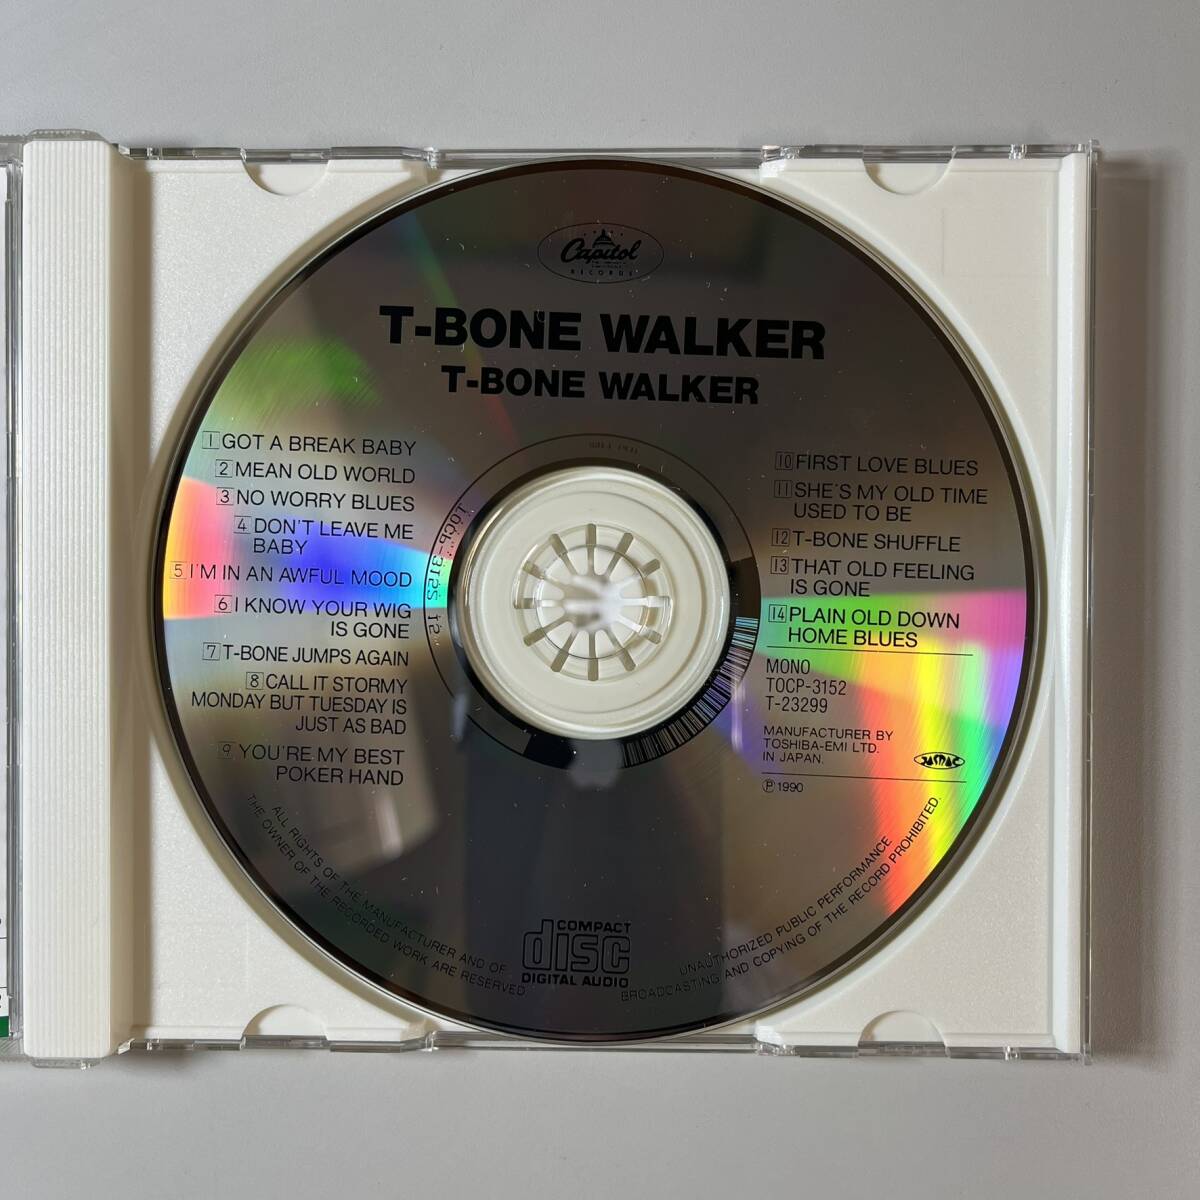 Capitol
RECORDS
T-BONE WALKER
T-BONE WALKER
1 GOT A BREAK BABY
2 MEAN OLD WORLD
3 NO WORRY BLUES
4 DON'T LEAVE ME
BABY
5 I'M IN AN AWFUL MOOD
6 I KNOW YOUR WIG
IS GONE
7 T-BONE JUMPS AGAIN
8 CALL IT STORMY
MONDAY BUT TUESDAY IS
JUST AS BAD
9 YOU'RE MY BEST
POKER HAND
10 FIRST LOVE BLUES
11 SHE'S MY OLD TIME
USED TO BE
12 T-BONE SHUFFLE
13 THAT OLD FEELING
IS GONE
14 PLAIN OLD DOWN
HOME BLUES
MONO
TOCP-3152
T-23299
MANUFACTURER BY
TOSHIBA-EMI LTD.
IN JAPAN.
JASRAC
Ⓟ 1990
TOCP-3152 12
ALL RIGHTS OF THE MANUFACTURER AND OF
THE OWNER OF THE RECORDED WORK ARE RESERVED
COMPACT
disc
DIGITAL AUDIO
UNAUTHORIZED PUBLIC PERFORMANCE
BROADCASTING AND COPYING OF THE RECORD PROHIBITED.